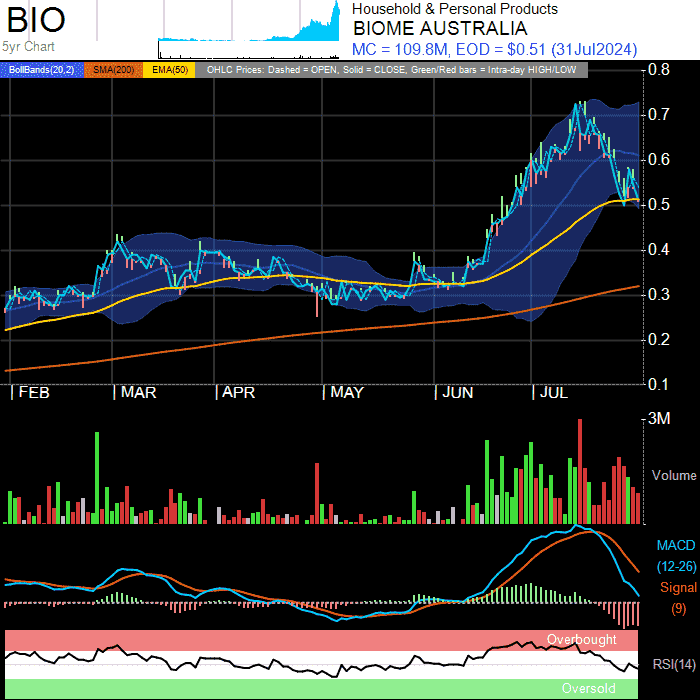 BIO
5yr Chart
Household & Personal Products
BIOME AUSTRALIA
MC = 109.8M, EOD = $0.51 (31Jul2024)
BollBands(20,2) SMA(200) EMA(50) OHLC Prices: Dashed = OPEN, Solid = CLOSE, Green/Red bars = Intra-day HIGH/LOW
0.8
0.7
0.6
0.5
0.4
0.3
0.2
0.1
| FEB | MAR | APR | MAY | JUN | JUL
3M
Volume
MACD
(12-26)
Signal
(9)
Overbought
RSI(14)
Oversold